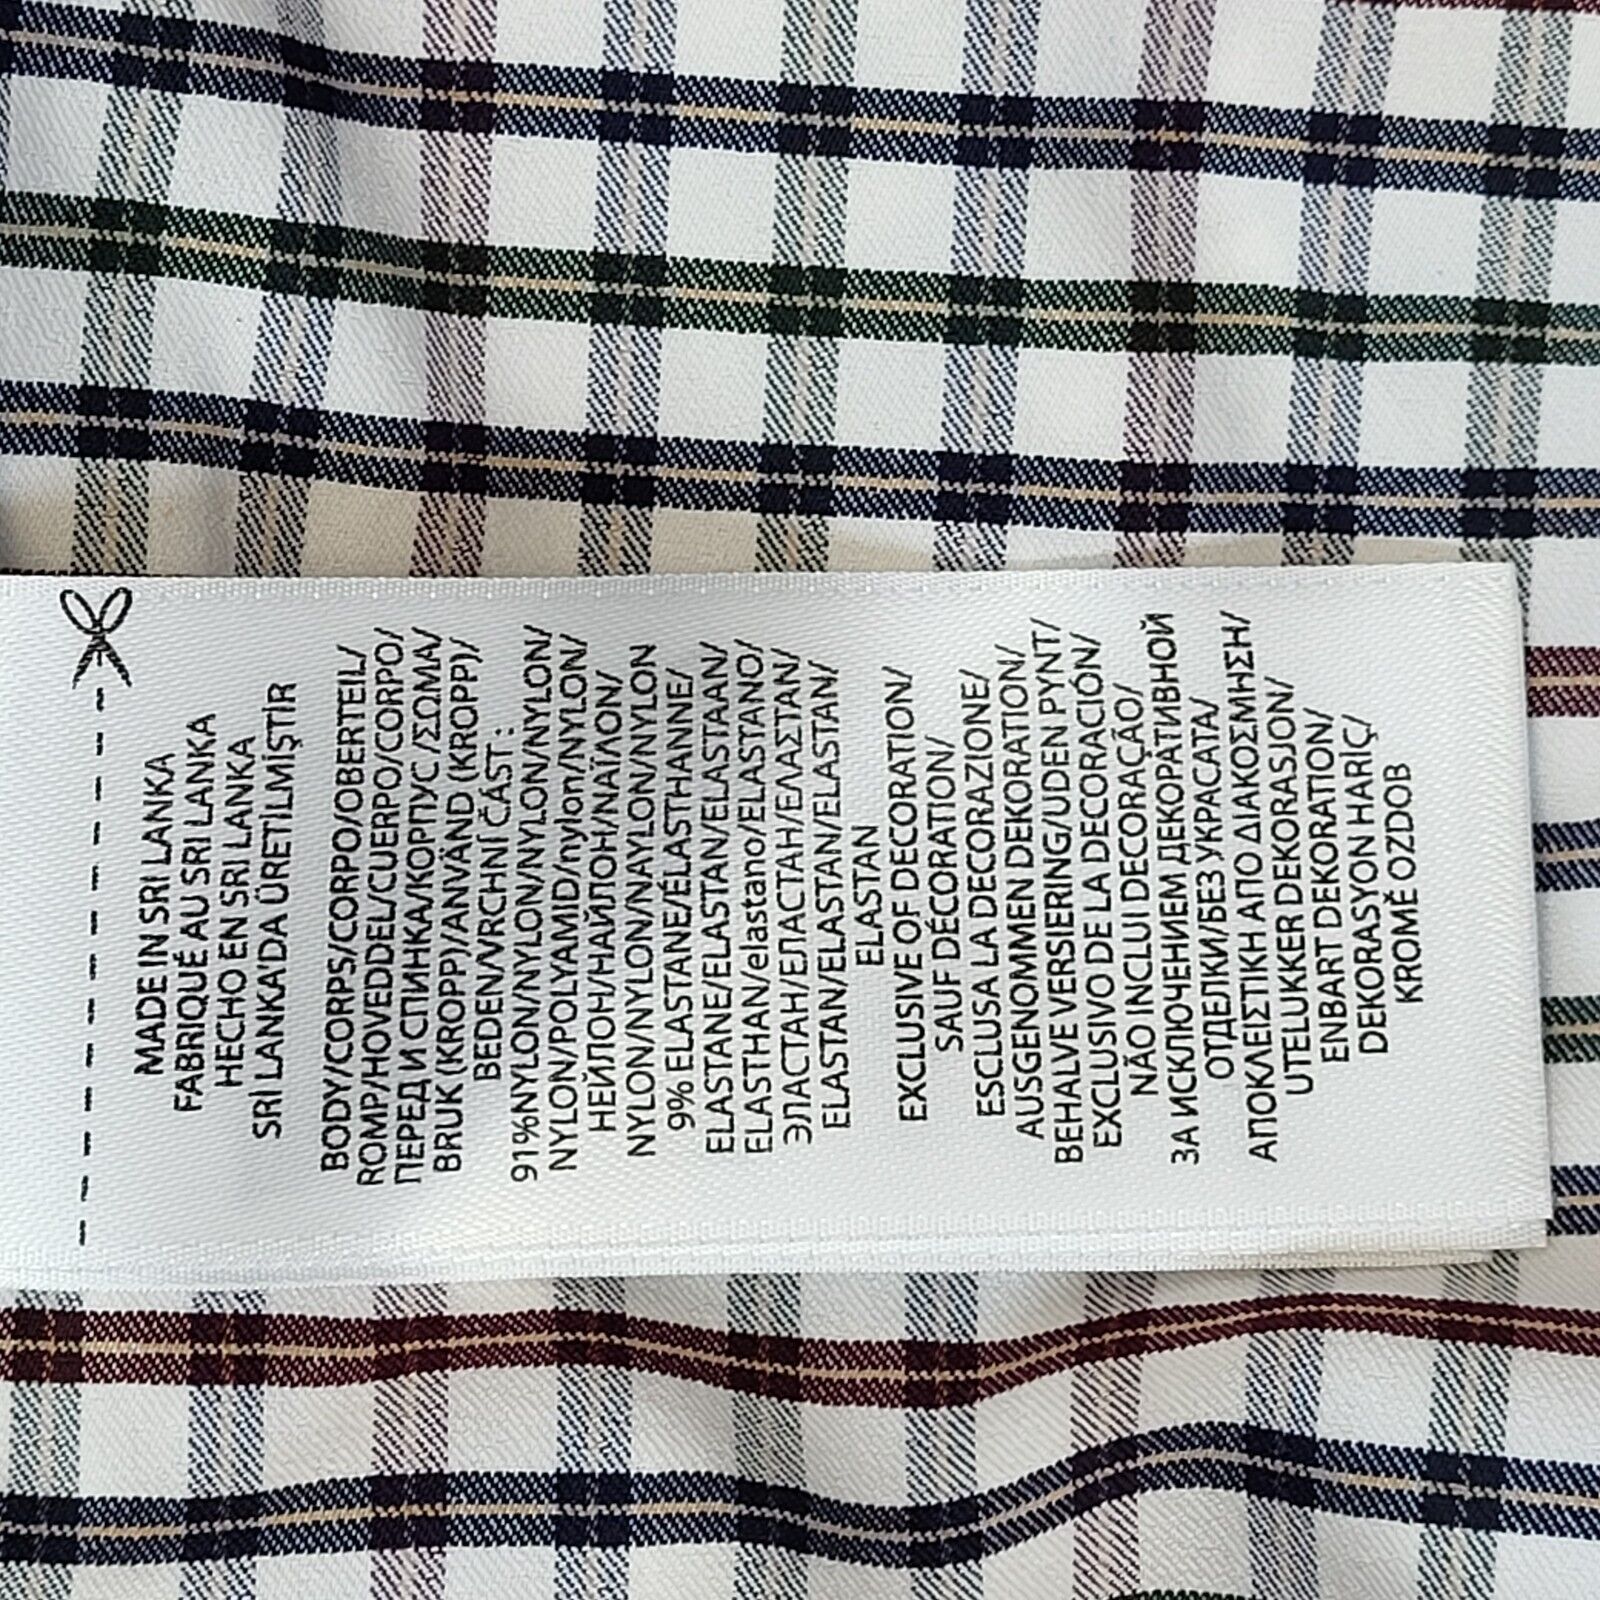 MADE IN SRI LANKA
FABRIQUÉ AU SRI LANKA
HECHO EN SRI LANKA
SRİ LANKA'DA ÜRETİLMİŞTİR
BODY/CORPS/CORPO/OBERTEIL/
ROMP/HOVEDDEL/CUERPO/CORPO/
ПЕРЕД И СПИНКА/КОРПУС /ΣΩΜΑ/
BRUK (KROPP)/ANVÄND (KROPP)/
BEDEN/VRCHNÍ ČÁST :
91%NYLON/NYLON/NYLON/NYLON/
NYLON/POLYAMID/nylon/NYLON/
НЕЙЛОН/НАЙЛОН/ΝΑΪΛΟΝ/
NYLON/NYLON/NAYLON/NYLON
9% ELASTANE/ÉLASTHANNE/
ELASTANE/ELASTAN/ELASTAAN/
ELASTHAN/elastano/ELASTANO/
ЭЛАСТАН/ЕЛАСТАН/ΕΛΑΣΤΑΝ/
ELASTAN/ELASTAN/ELASTAN/
ELASTAN
EXCLUSIVE OF DECORATION/
SAUF DÉCORATION/
ESCLUSA LA DECORAZIONE/
AUSGENOMMEN DEKORATION/
BEHALVE VERSIERING/UDEN PYNT/
EXCLUSIVO DE LA DECORACIÓN/
NÃO INCLUI DECORAÇÃO/
ЗА ИСКЛЮЧЕНИЕМ ДЕКОРАТИВНОЙ
ОТДЕЛКИ/БЕЗ УКРАСАТА/
ΑΠΟΚΛΕΙΣΤΙΚΗ ΑΠΟ ΔΙΑΚΟΣΜΗΣΗ/
UTELUKKER DEKORASJON/
ENBART DEKORATION/
DEKORASYON HARİÇ/
KROMĚ OZDOB